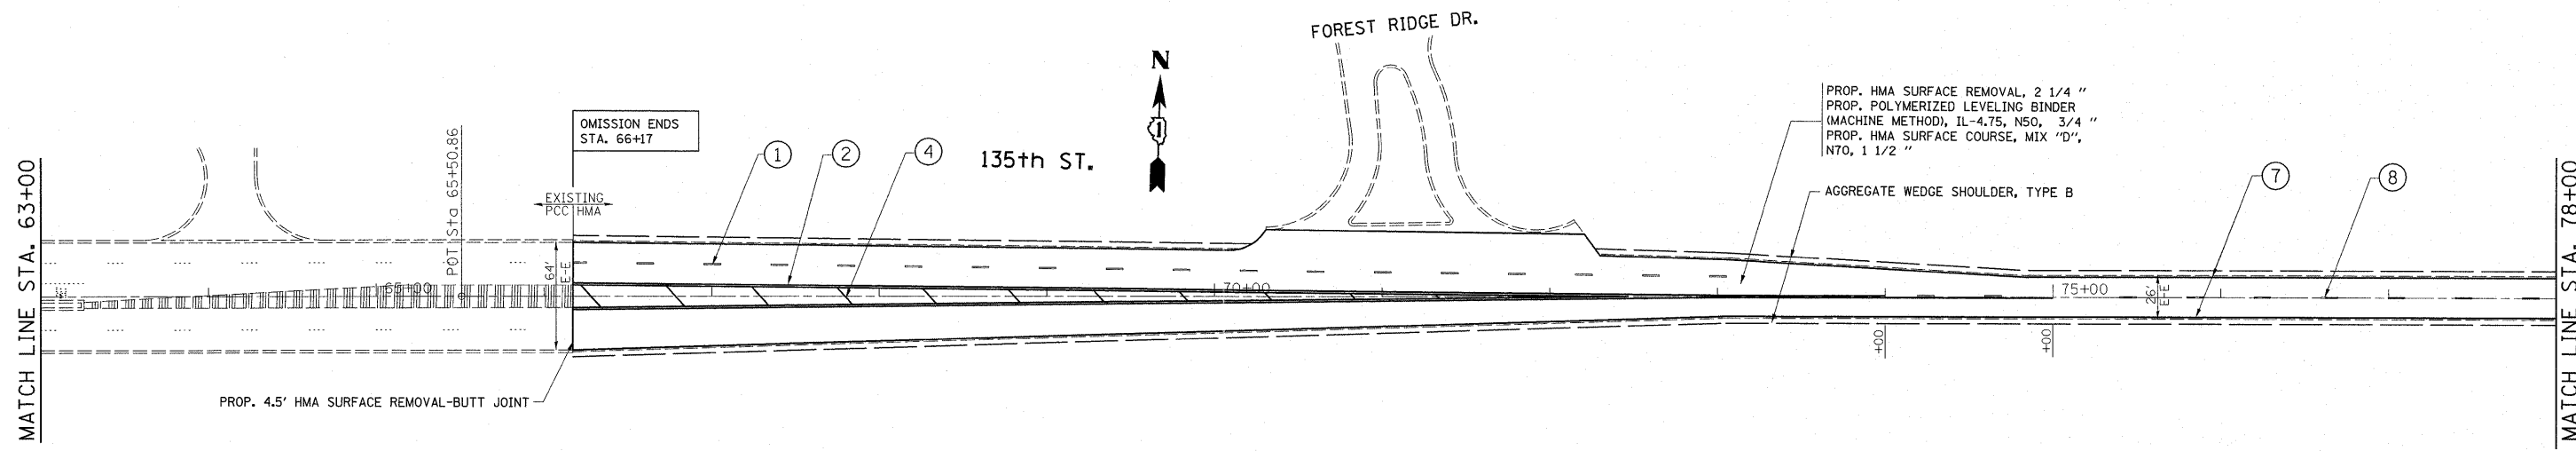 FOREST RIDGE DR.
N
1
135th ST.
OMISSION ENDS
STA. 66+17
1
2
4
PROP. HMA SURFACE REMOVAL, 2 1/4 "
PROP. POLYMERIZED LEVELING BINDER
(MACHINE METHOD), IL-4.75, N50, 3/4 "
PROP. HMA SURFACE COURSE, MIX "D",
N70, 1 1/2 "
AGGREGATE WEDGE SHOULDER, TYPE B
7
8
MATCH LINE STA. 63+00
POT Sta 65+50.86
EXISTING
PCC HMA
64'
E-E
65+00
70+00
75+00
26'
E-E
+00
+00
MATCH LINE STA. 78+00
PROP. 4.5' HMA SURFACE REMOVAL-BUTT JOINT